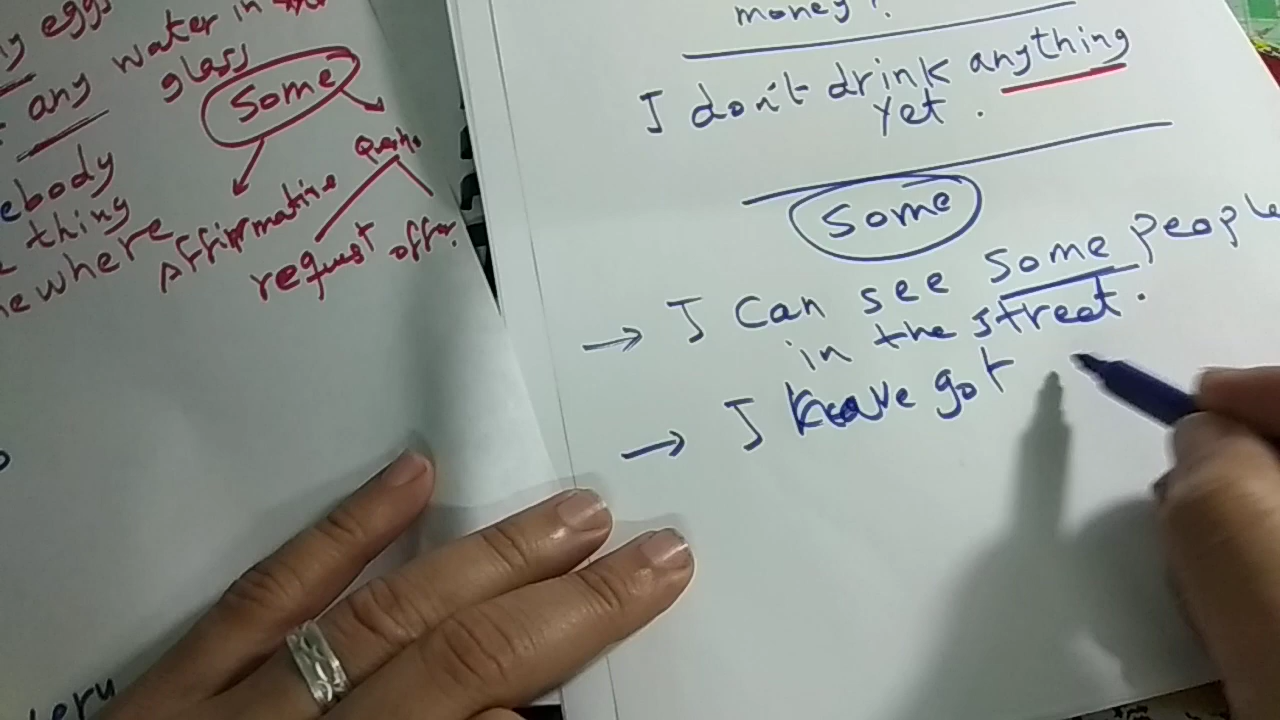 eggs
any water in
glass
Some
ebody
thing
ewhere
Affirmative
request offer.
money?
I don't drink anything
yet.
Some
→ I can see some people
in the street.
→ I have got